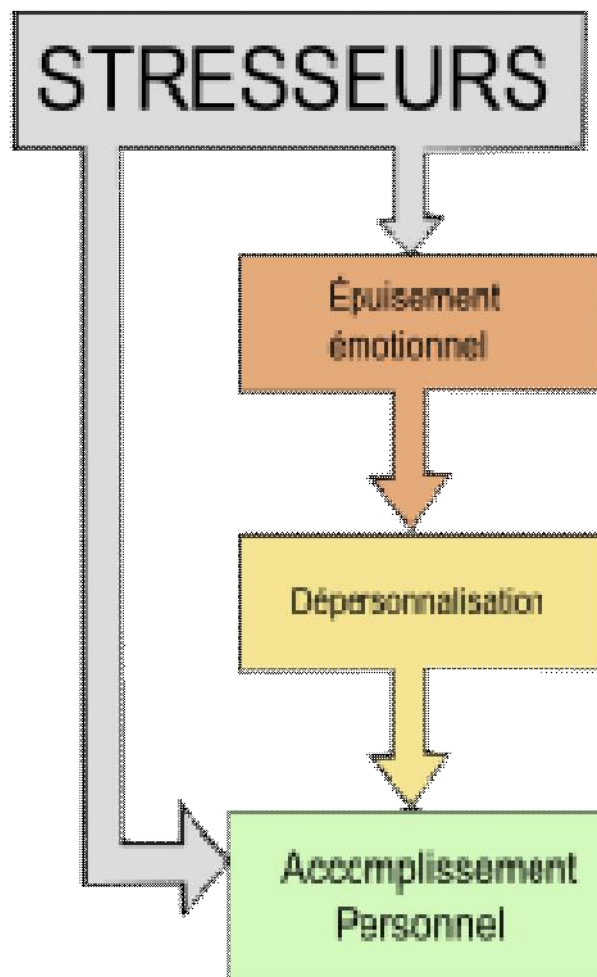 STRESSEURS
Épuisement
émotionnel
Dépersonnalisation
Accomplissement
Personnel